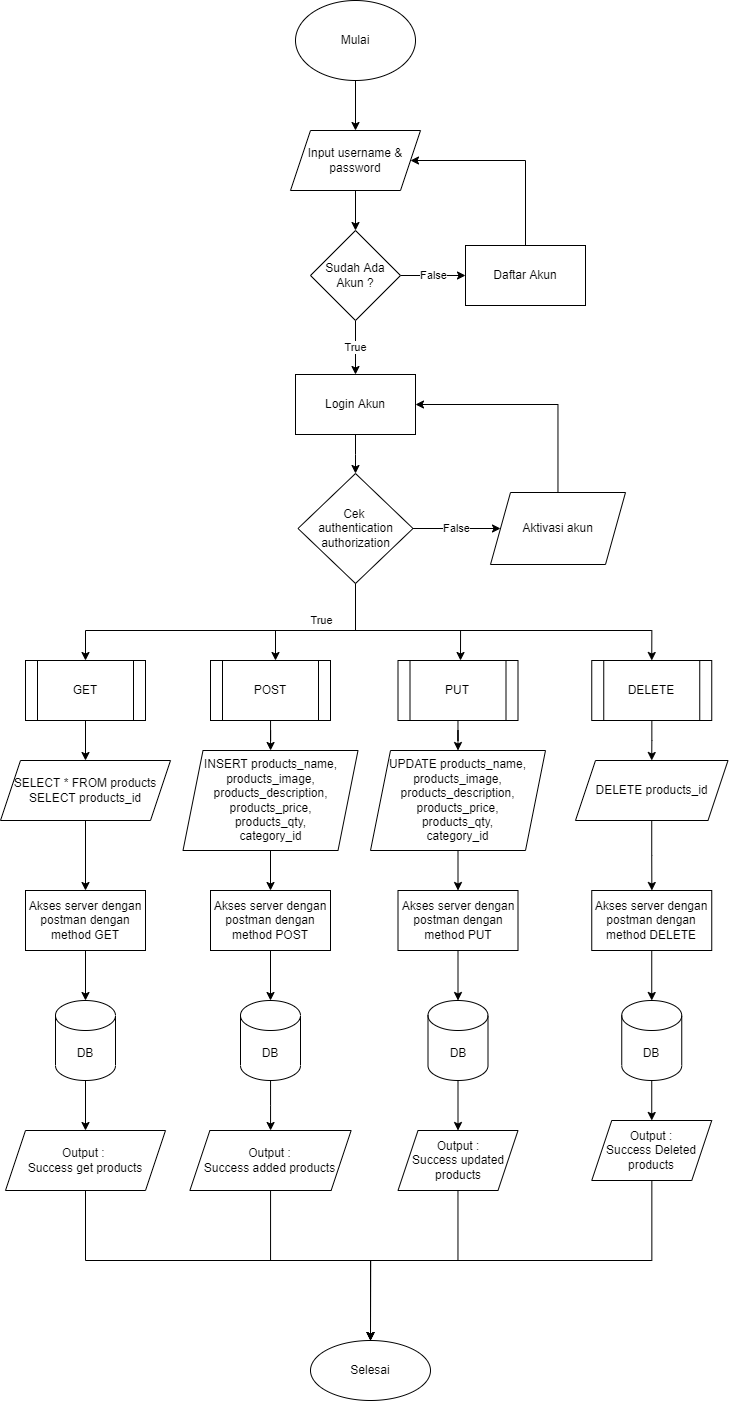 Mulai
Input username &
password
Sudah Ada
Akun ?
False
Daftar Akun
True
Login Akun
Cek
authentication
authorization
False
Aktivasi akun
True
GET
POST
PUT
DELETE
SELECT * FROM products
SELECT products_id
INSERT products_name,
products_image,
products_description,
products_price,
products_qty,
category_id
UPDATE products_name,
products_image,
products_description,
products_price,
products_qty,
category_id
DELETE products_id
Akses server dengan
postman dengan
method GET
Akses server dengan
postman dengan
method POST
Akses server dengan
postman dengan
method PUT
Akses server dengan
postman dengan
method DELETE
DB
DB
DB
DB
Output :
Success get products
Output :
Success added products
Output :
Success updated
products
Output :
Success Deleted
products
Selesai